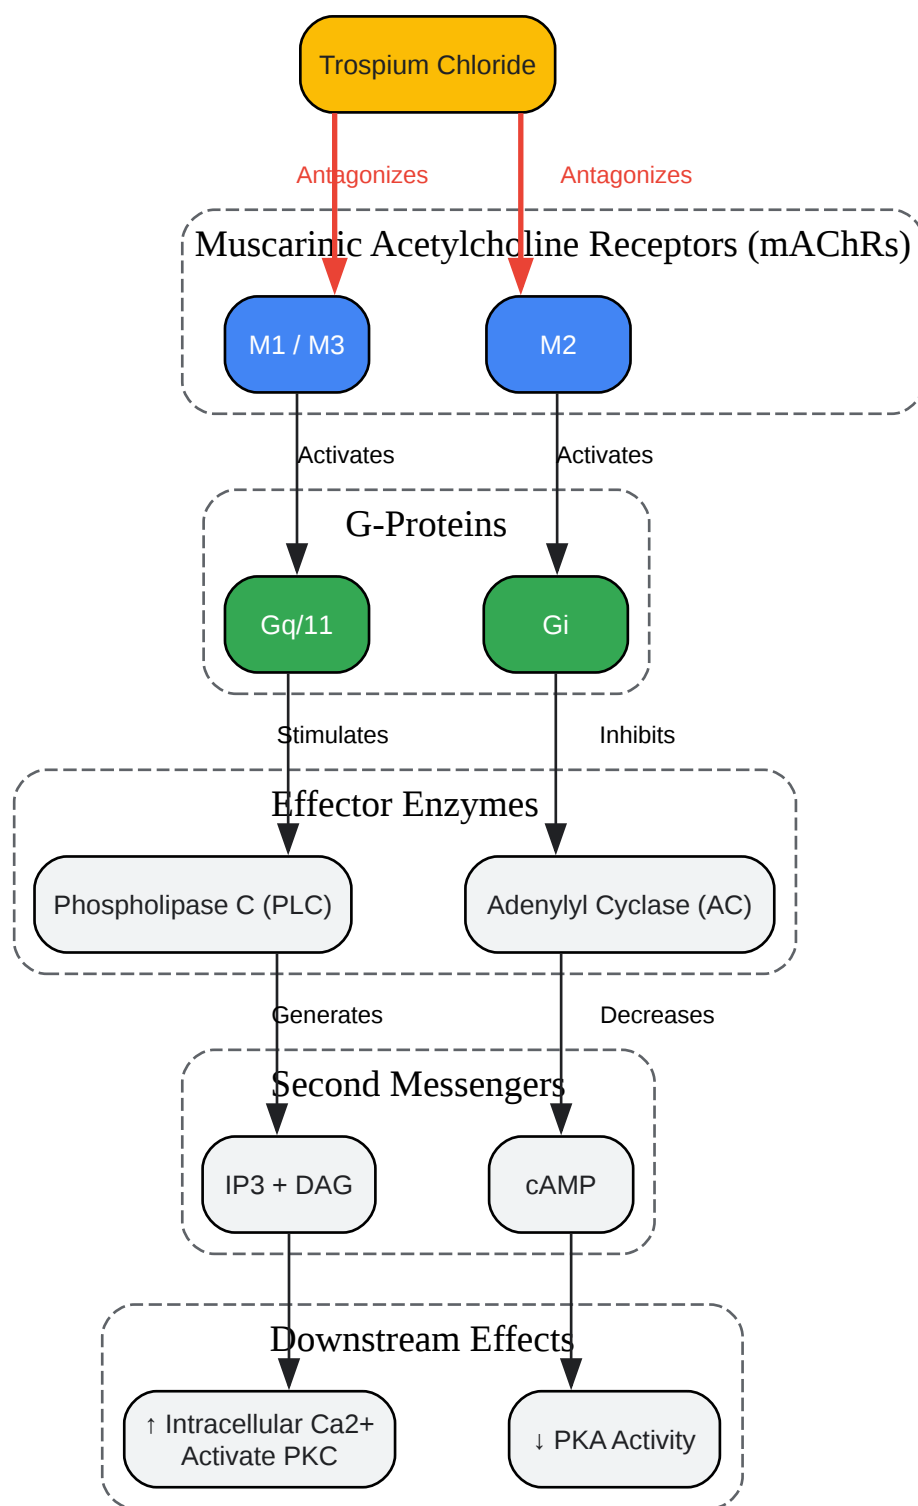 Trospium Chloride
Antagonizes
Antagonizes
Muscarinic Acetylcholine Receptors (mAChRs)
M1 / M3
M2
Activates
Activates
G-Proteins
Gq/11
Gi
Stimulates
Inhibits
Effector Enzymes
Phospholipase C (PLC)
Adenylyl Cyclase (AC)
Generates
Decreases
Second Messengers
IP3 + DAG
cAMP
Downstream Effects
↑ Intracellular Ca2+
Activate PKC
↓ PKA Activity